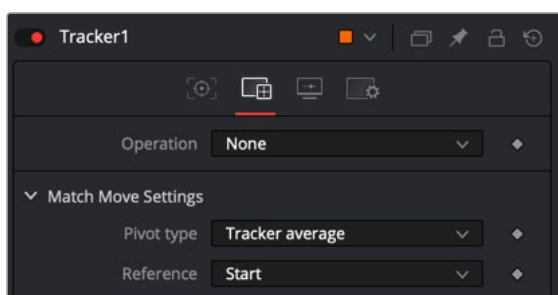 Tracker1
Operation None
Match Move Settings
Pivot type Tracker average
Reference Start